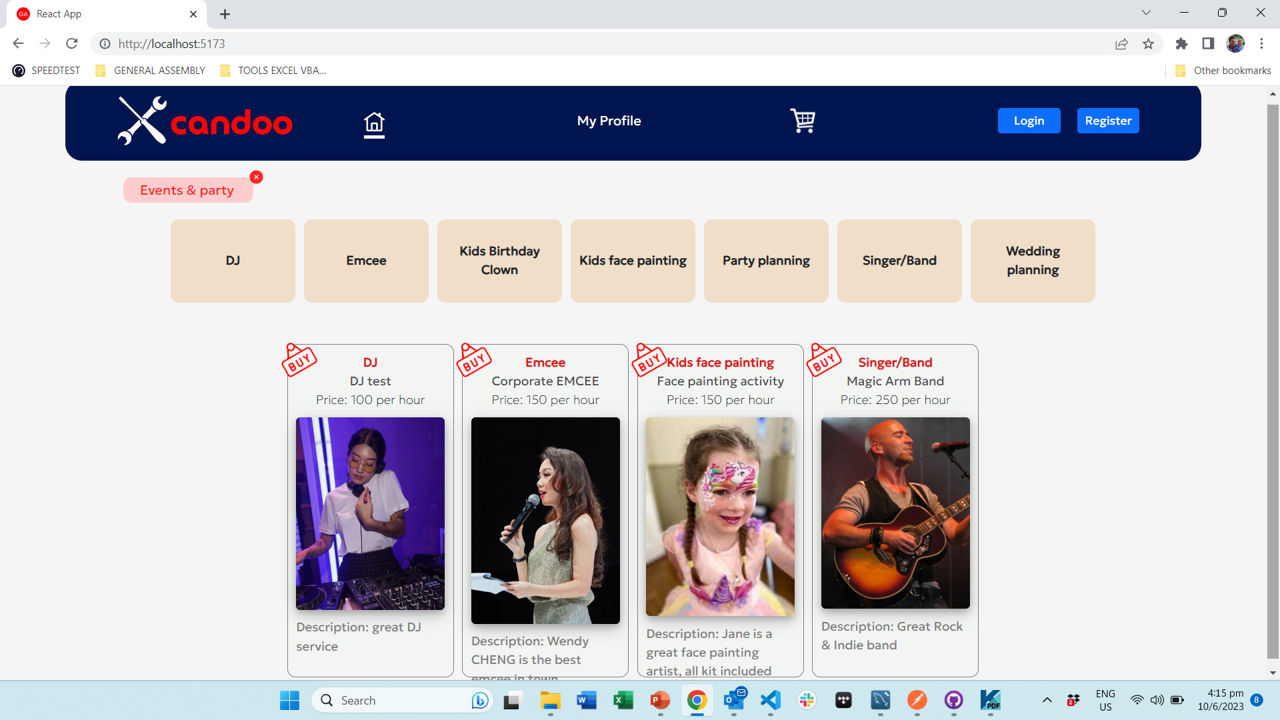 React App
http://localhost:5173
SPEEDTEST
GENERAL ASSEMBLY
TOOLS EXCEL VBA...
Other bookmarks
candoo
My Profile
Login
Register
Events & party
DJ
Emcee
Kids Birthday
Clown
Kids face painting
Party planning
Singer/Band
Wedding
planning
BUY
DJ
DJ test
Price: 100 per hour
Description: great DJ
service
BUY
Emcee
Corporate EMCEE
Price: 150 per hour
Description: Wendy
CHENG is the best
emcee in town
BUY
Kids face painting
Face painting activity
Price: 150 per hour
Description: Jane is a
great face painting
artist, all kit included
BUY
Singer/Band
Magic Arm Band
Price: 250 per hour
Description: Great Rock
& Indie band
Search
ENG
US
4:15 pm
10/6/2023
8